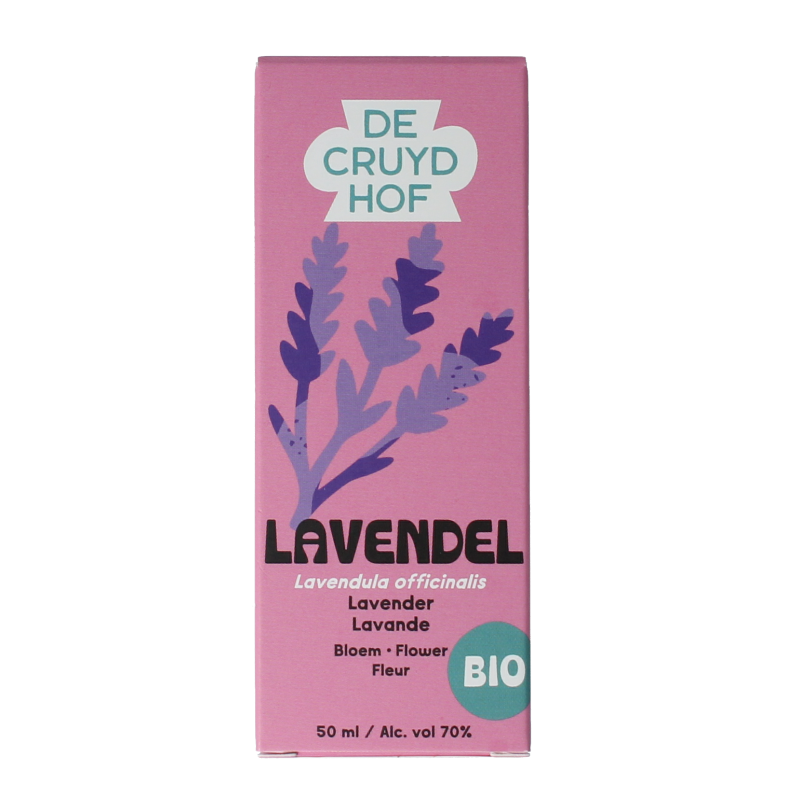 DE
CRUYD
HOF
LAVENDEL
Lavendula officinalis
Lavender
Lavande
Bloem • Flower
Fleur
BIO
50 ml / Alc. vol 70%